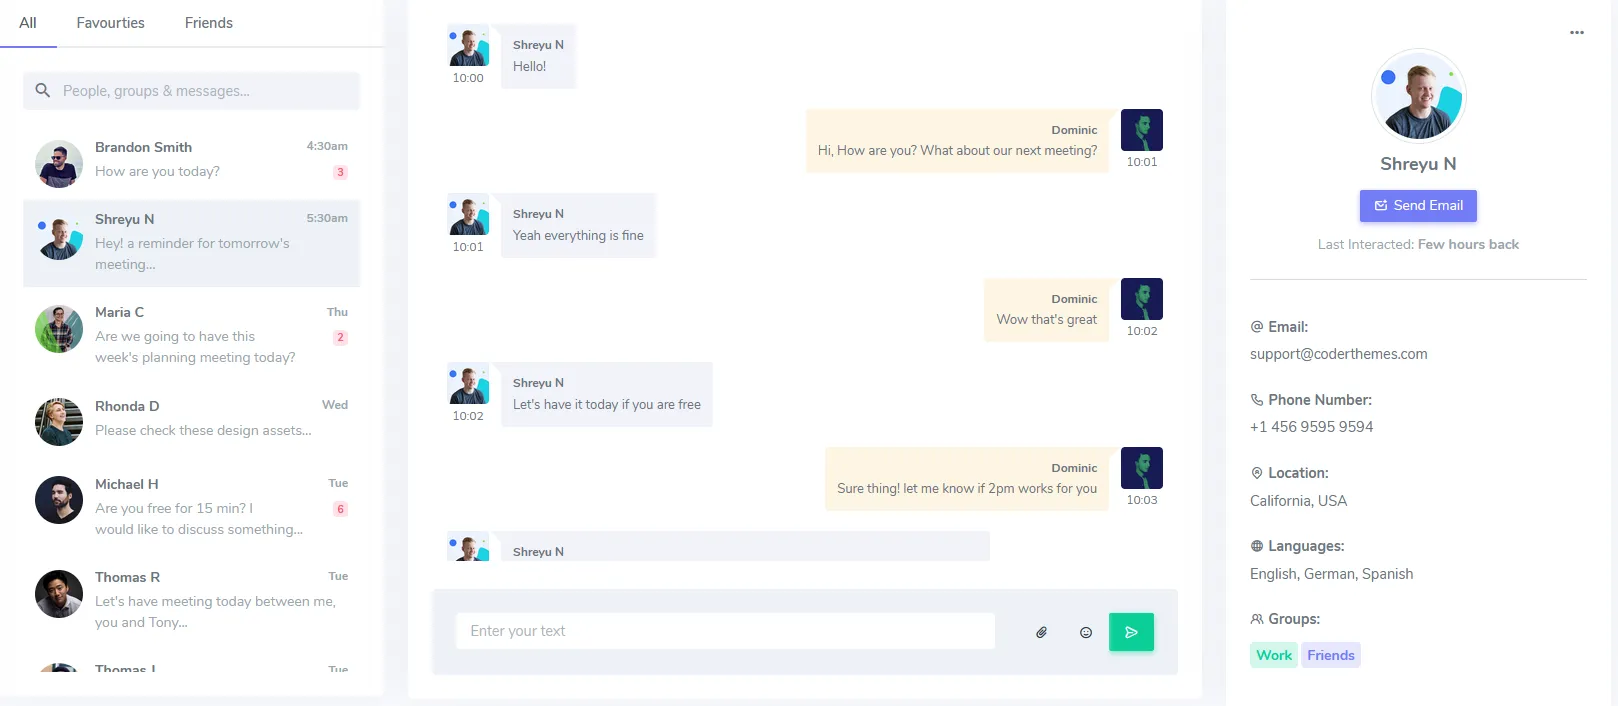 All
Favourties
Friends
People, groups & messages...
Brandon Smith
4:30am
How are you today?
3
Shreyu N
5:30am
Hey! a reminder for tomorrow's
meeting...
Maria C
Thu
Are we going to have this
2
week's planning meeting today?
Rhonda D
Wed
Please check these design assets...
Michael H
Tue
Are you free for 15 min? I
6
would like to discuss something...
Thomas R
Tue
Let's have meeting today between me,
you and Tony...
Thomas J
Tue
Shreyu N
Hello!
10:00
Dominic
Hi, How are you? What about our next meeting?
10:01
Shreyu N
Yeah everything is fine
10:01
Dominic
Wow that's great
10:02
Shreyu N
Let's have it today if you are free
10:02
Dominic
Sure thing! let me know if 2pm works for you
10:03
Shreyu N
Enter your text
Shreyu N
Send Email
Last Interacted: Few hours back
Email:
support@coderthemes.com
Phone Number:
+1 456 9595 9594
Location:
California, USA
Languages:
English, German, Spanish
Groups:
Work Friends